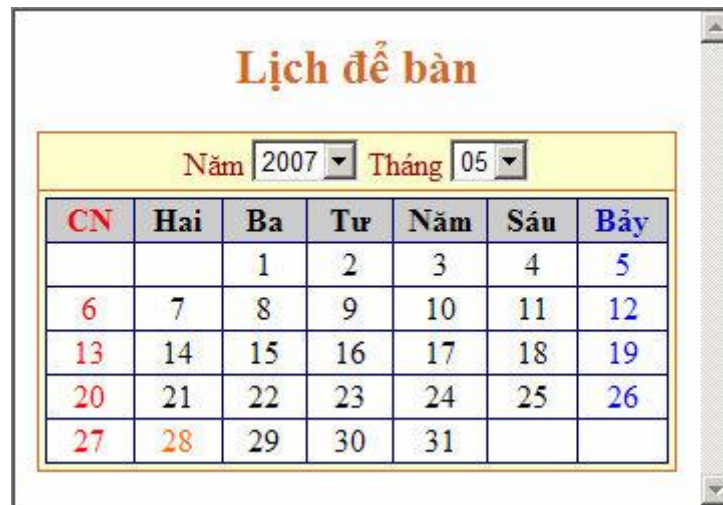 Lịch để bàn
Năm 2007 Tháng 05
CN Hai Ba Tư Năm Sáu Bảy
1 2 3 4 5
6 7 8 9 10 11 12
13 14 15 16 17 18 19
20 21 22 23 24 25 26
27 28 29 30 31